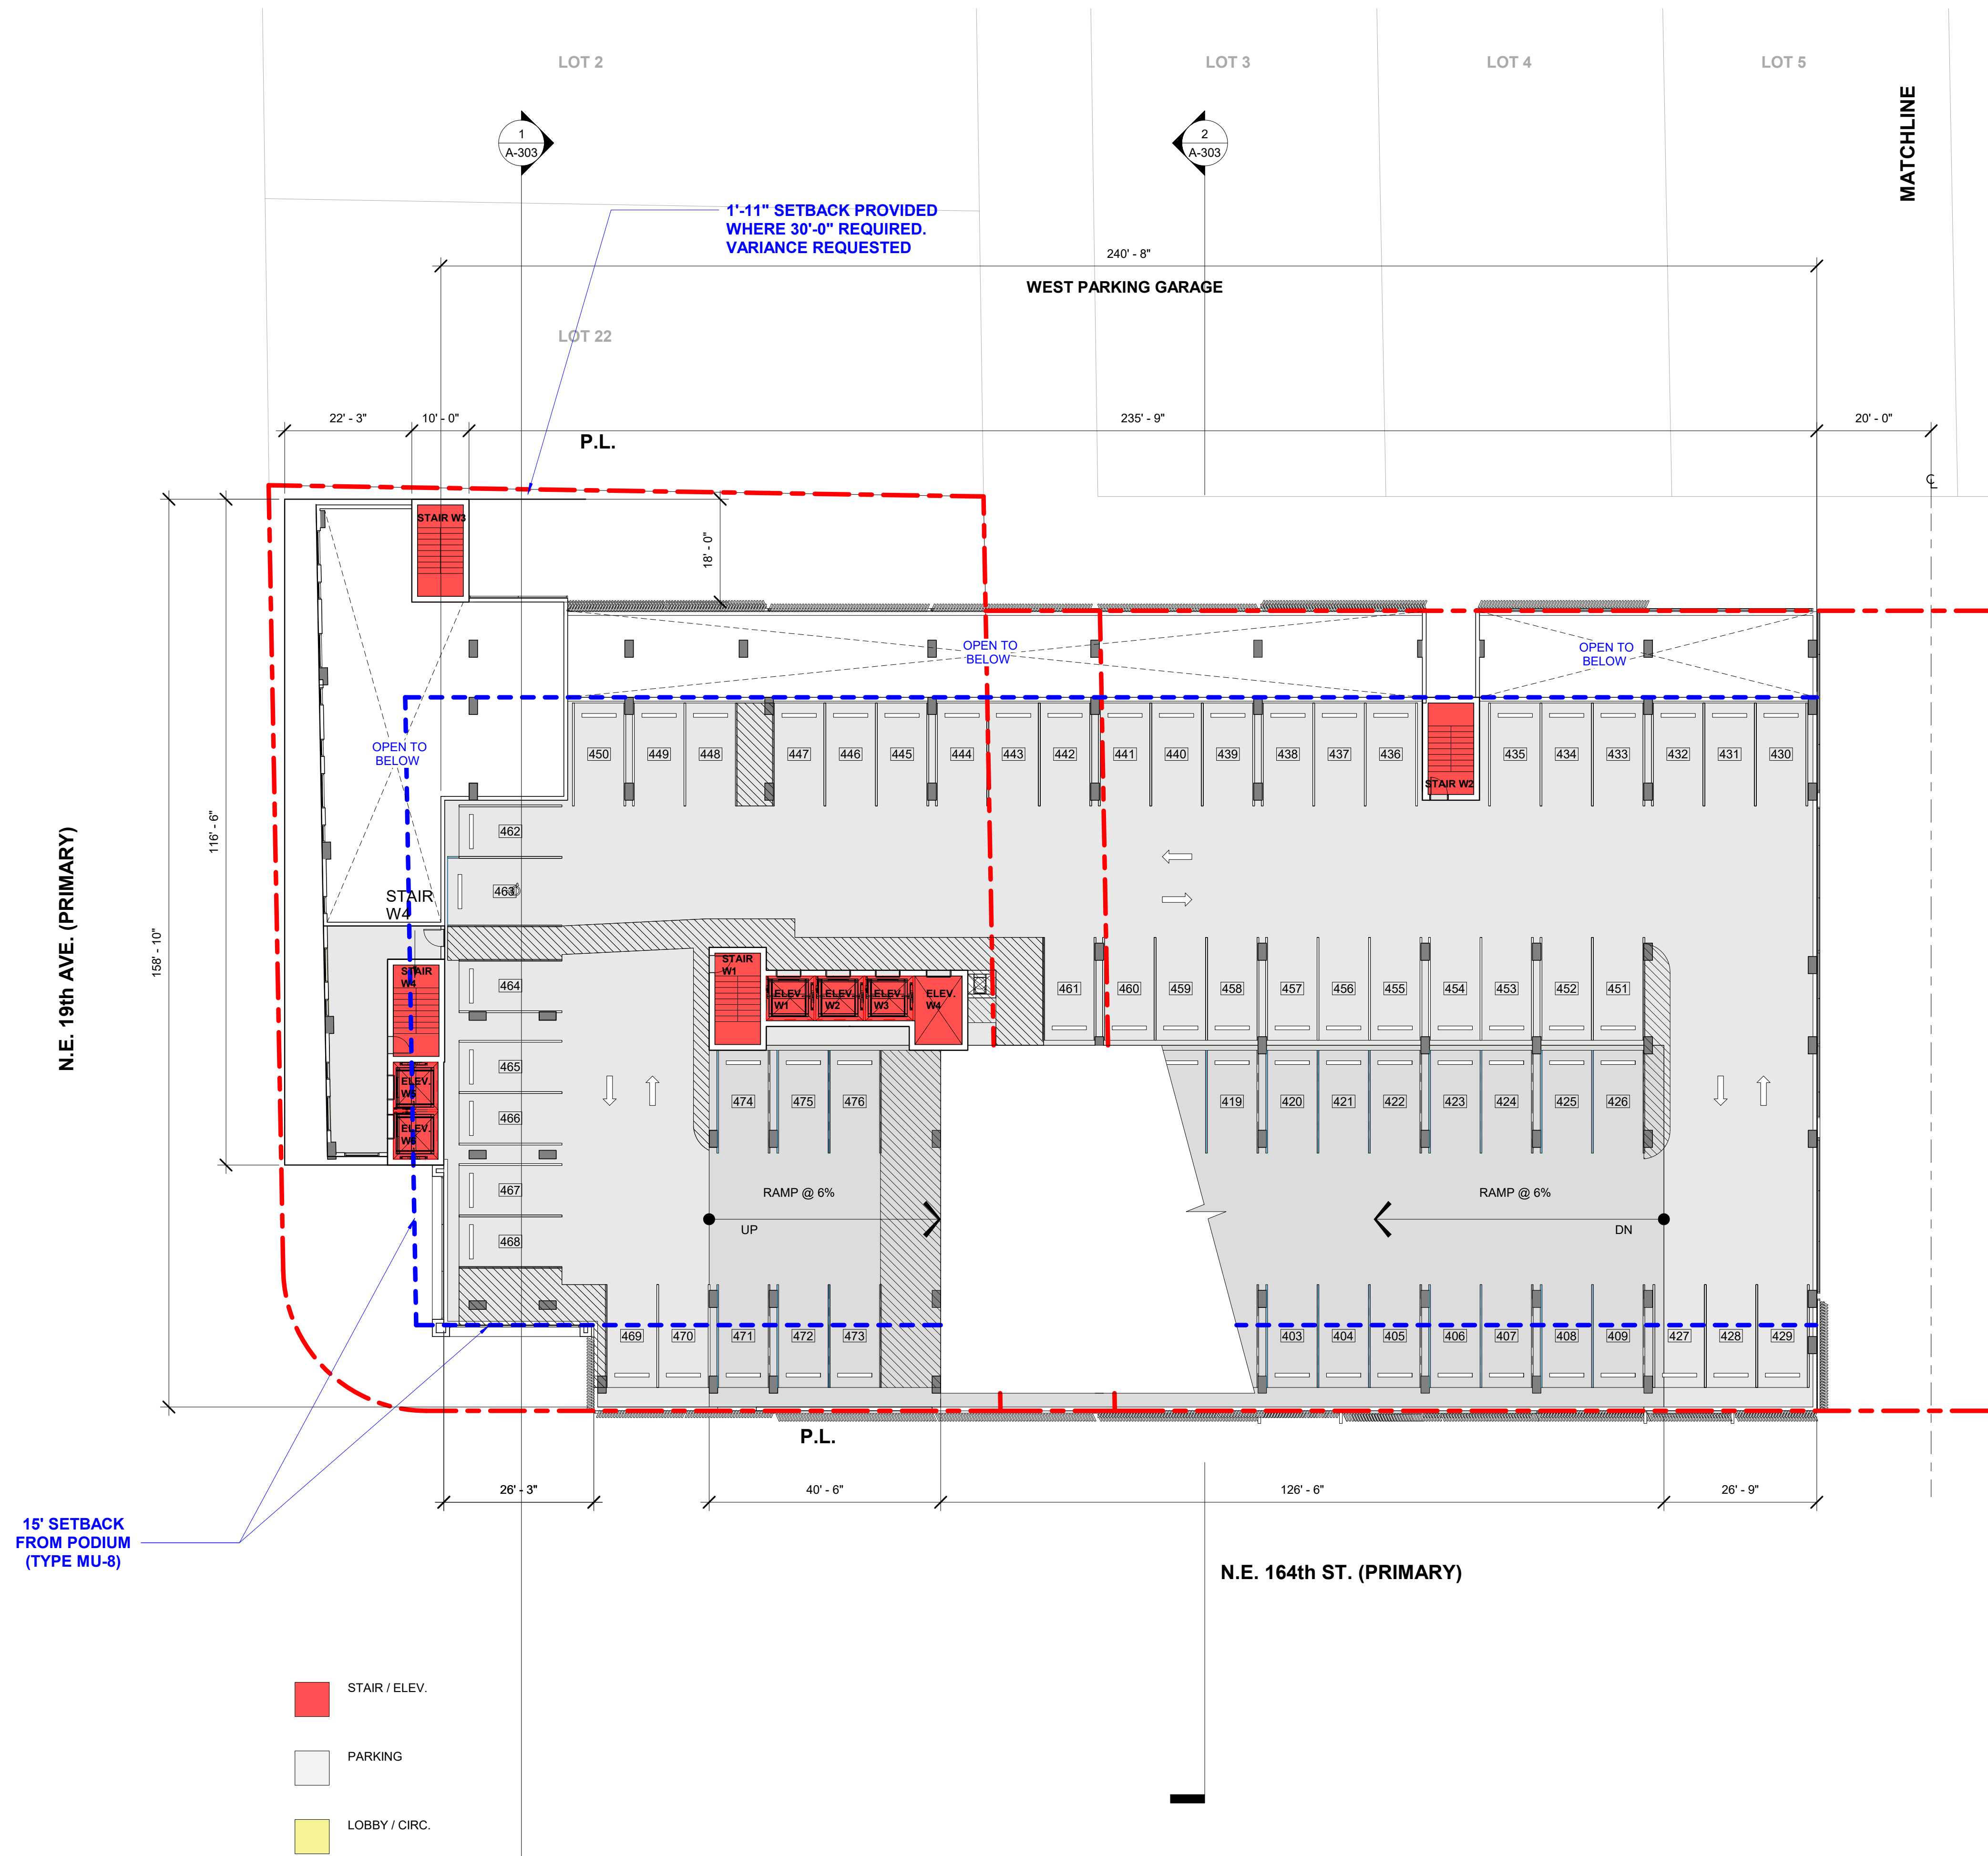 LOT 2
LOT 3
LOT 4
LOT 5
MATCHLINE
1
A-303
2
A-303
1'-11" SETBACK PROVIDED
WHERE 30'-0" REQUIRED.
VARIANCE REQUESTED
240' - 8"
WEST PARKING GARAGE
LOT 22
22' - 3"
10' - 0"
235' - 9"
20' - 0"
P.L.
CL
STAIR W3
18' - 0"
OPEN TO
BELOW
OPEN TO
BELOW
OPEN TO
BELOW
450
449
448
447
446
445
444
443
442
441
440
439
438
437
436
435
434
433
432
431
430
STAIR W2
116' - 6"
158' - 10"
N.E. 19th AVE. (PRIMARY)
462
463
STAIR
W4
STAIR
W4
STAIR
W1
ELEV.
W1
ELEV.
W2
ELEV.
W3
ELEV.
W4
464
461
460
459
458
457
456
455
454
453
452
451
465
ELEV.
W5
466
ELEV.
W6
474
475
476
419
420
421
422
423
424
425
426
467
468
RAMP @ 6%
UP
RAMP @ 6%
DN
469
470
471
472
473
403
404
405
406
407
408
409
427
428
429
P.L.
26' - 3"
40' - 6"
126' - 6"
26' - 9"
15' SETBACK
FROM PODIUM
(TYPE MU-8)
N.E. 164th ST. (PRIMARY)
STAIR / ELEV.
PARKING
LOBBY / CIRC.